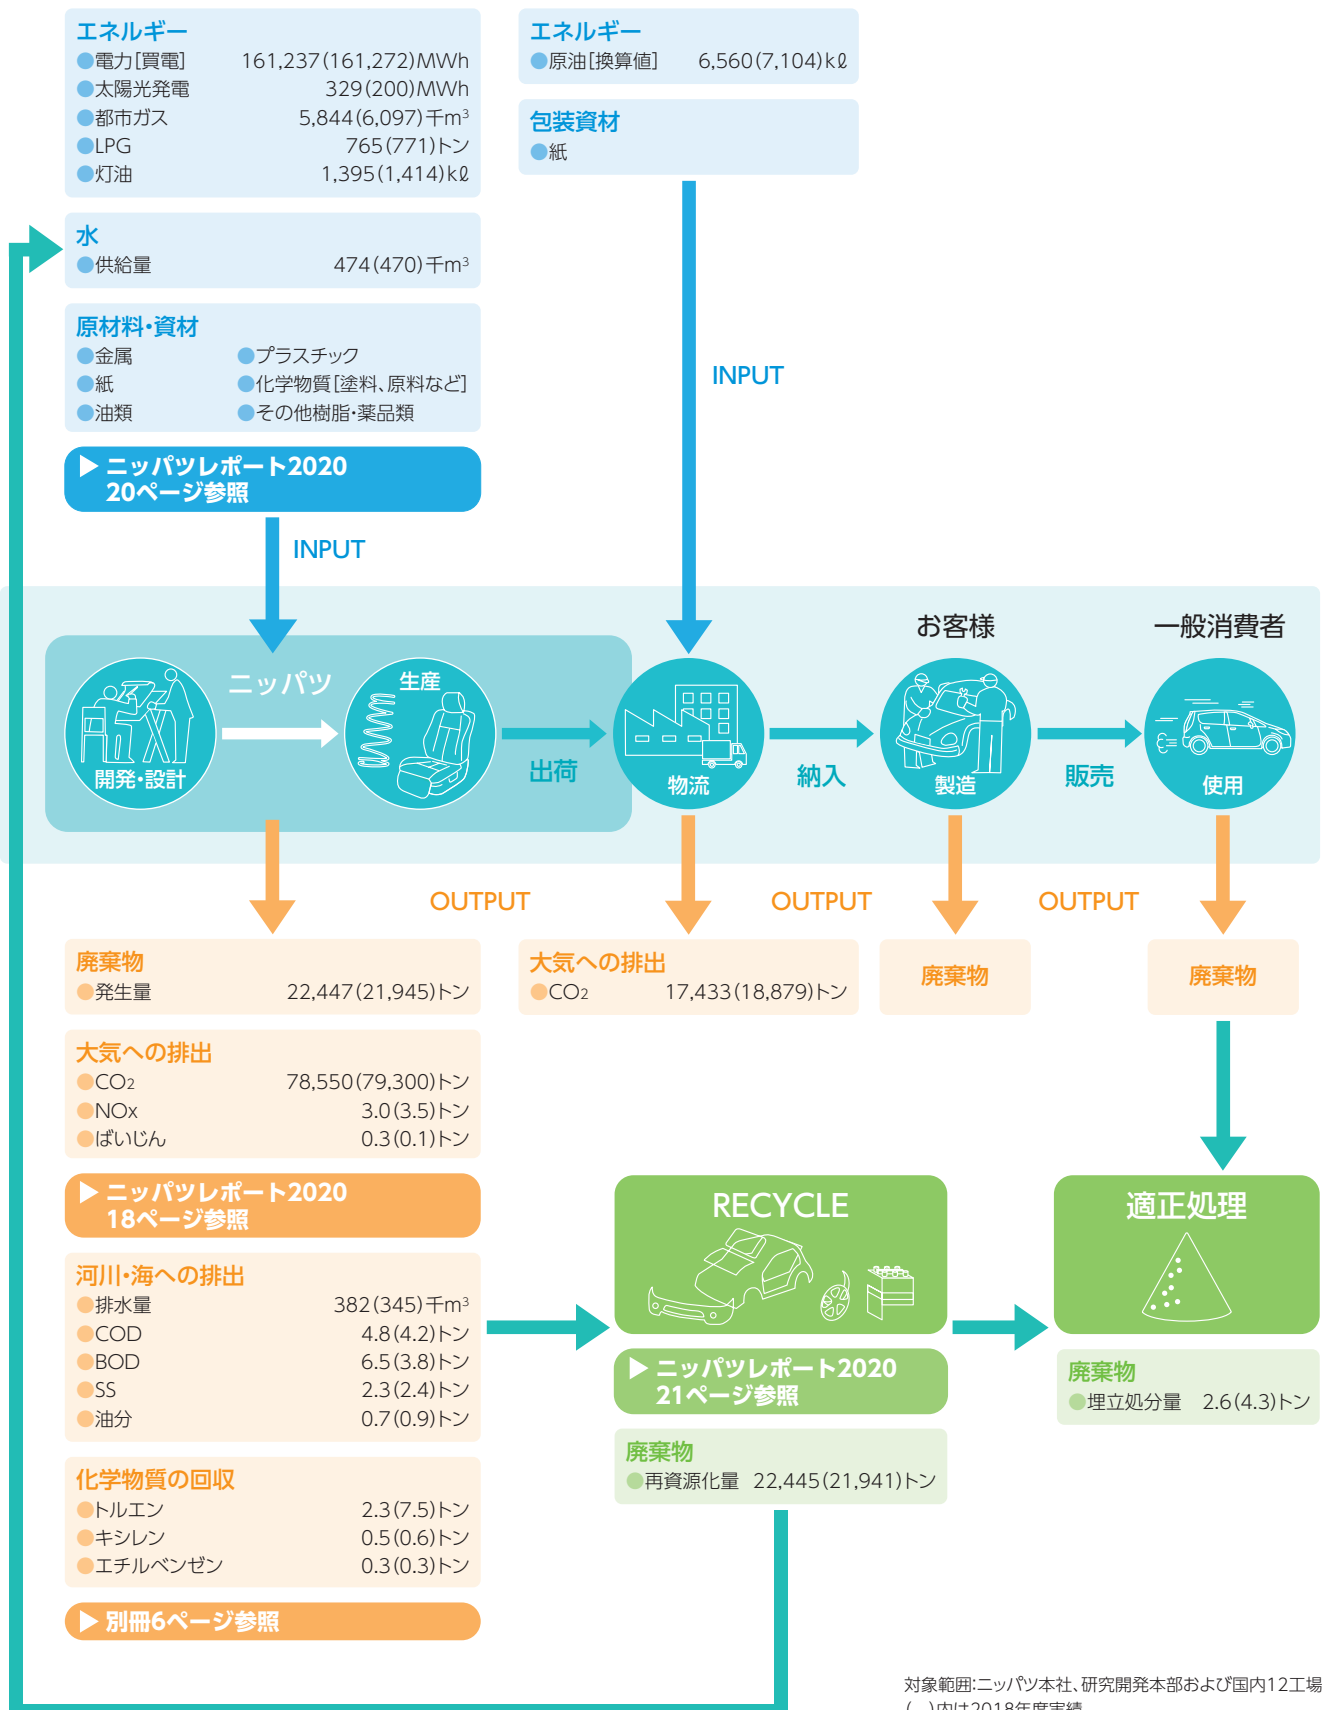 エネルギー
●電力[買電] 161,237(161,272)MWh
●太陽光発電 329(200)MWh
●都市ガス 5,844(6,097)千m³
●LPG 765(771)トン
●灯油 1,395(1,414)kℓ
エネルギー
●原油[換算値] 6,560(7,104)kℓ
包装資材
●紙
水
●供給量 474(470)千m³
原材料・資材
●金属 ●プラスチック
●紙 ●化学物質[塗料、原料など]
●油類 ●その他樹脂・薬品類
▶ ニッパツレポート2020
20ページ参照
INPUT
INPUT
お客様
一般消費者
ニッパツ
開発・設計
生産
出荷
物流
納入
製造
販売
使用
OUTPUT
OUTPUT
OUTPUT
廃棄物
●発生量 22,447(21,945)トン
大気への排出
●CO₂ 17,433(18,879)トン
廃棄物
廃棄物
大気への排出
●CO₂ 78,550(79,300)トン
●NOx 3.0(3.5)トン
●ばいじん 0.3(0.1)トン
▶ ニッパツレポート2020
18ページ参照
河川・海への排出
●排水量 382(345)千m³
●COD 4.8(4.2)トン
●BOD 6.5(3.8)トン
●SS 2.3(2.4)トン
●油分 0.7(0.9)トン
化学物質の回収
●トルエン 2.3(7.5)トン
●キシレン 0.5(0.6)トン
●エチルベンゼン 0.3(0.3)トン
▶ 別冊6ページ参照
RECYCLE
▶ ニッパツレポート2020
21ページ参照
廃棄物
●再資源化量 22,445(21,941)トン
適正処理
廃棄物
●埋立処分量 2.6(4.3)トン
対象範囲:ニッパツ本社、研究開発本部および国内12工場
( )内は2018年度実績